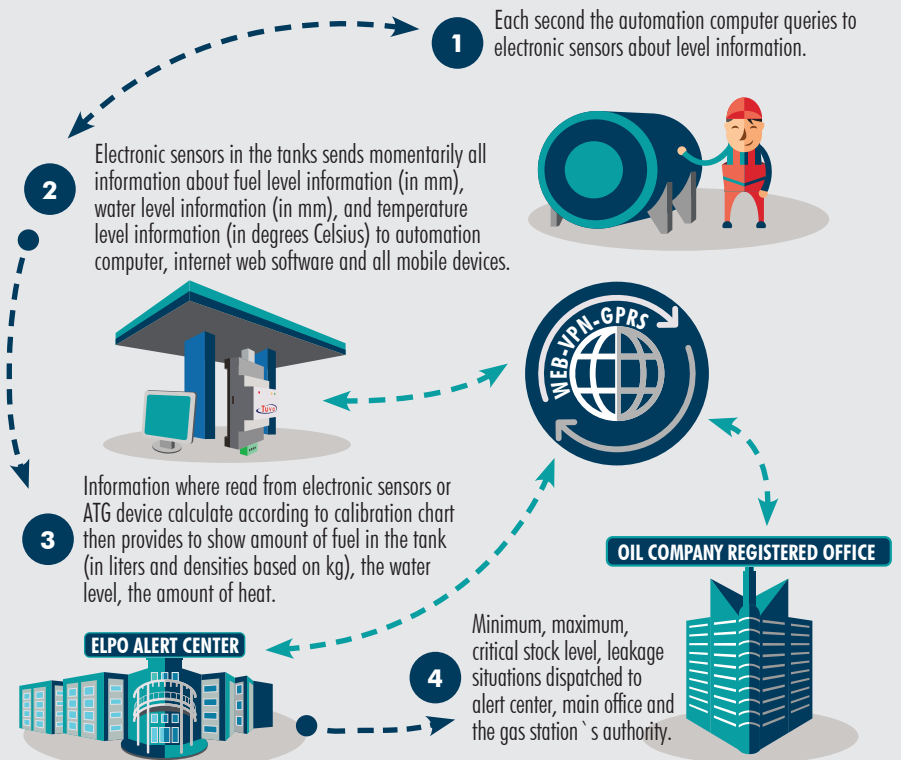 1
Each second the automation computer queries to
electronic sensors about level information.
2
Electronic sensors in the tanks sends momentarily all
information about fuel level information (in mm),
water level information (in mm), and temperature
level information (in degrees Celsius) to automation
computer, internet web software and all mobile devices.
Tuva
WEB-VPN-GPRS
3
Information where read from electronic sensors or
ATG device calculate according to calibration chart
then provides to show amount of fuel in the tank
(in liters and densities based on kg), the water
level, the amount of heat.
OIL COMPANY REGISTERED OFFICE
ELPO ALERT CENTER
4
Minimum, maximum,
critical stock level, leakage
situations dispatched to
alert center, main office and
the gas station `s authority.